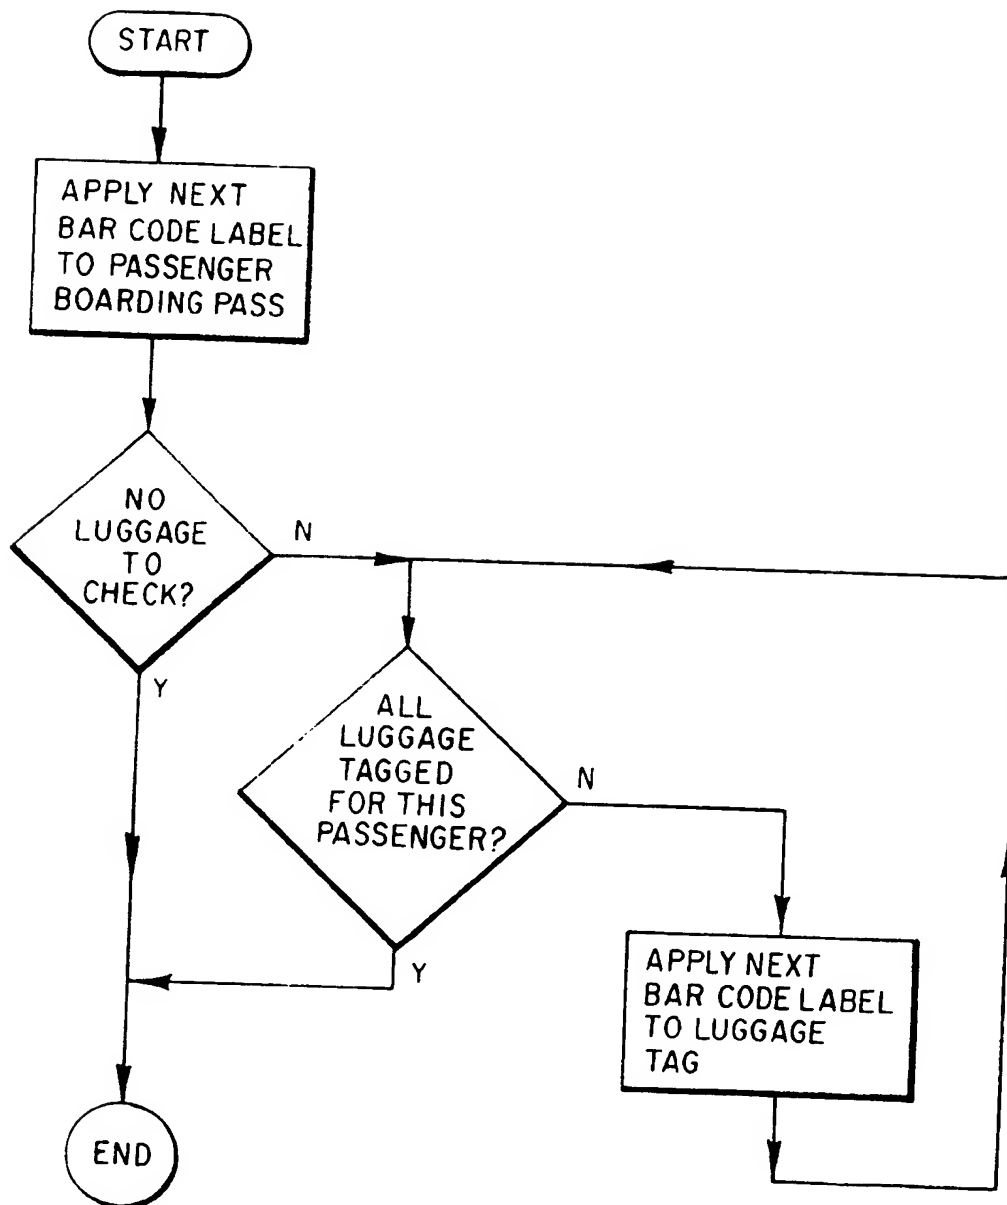 START
APPLY NEXT
BAR CODE LABEL
TO PASSENGER
BOARDING PASS
NO
LUGGAGE
TO
CHECK?
N
Y
ALL
LUGGAGE
TAGGED
FOR THIS
PASSENGER?
N
Y
APPLY NEXT
BAR CODE LABEL
TO LUGGAGE
TAG
END